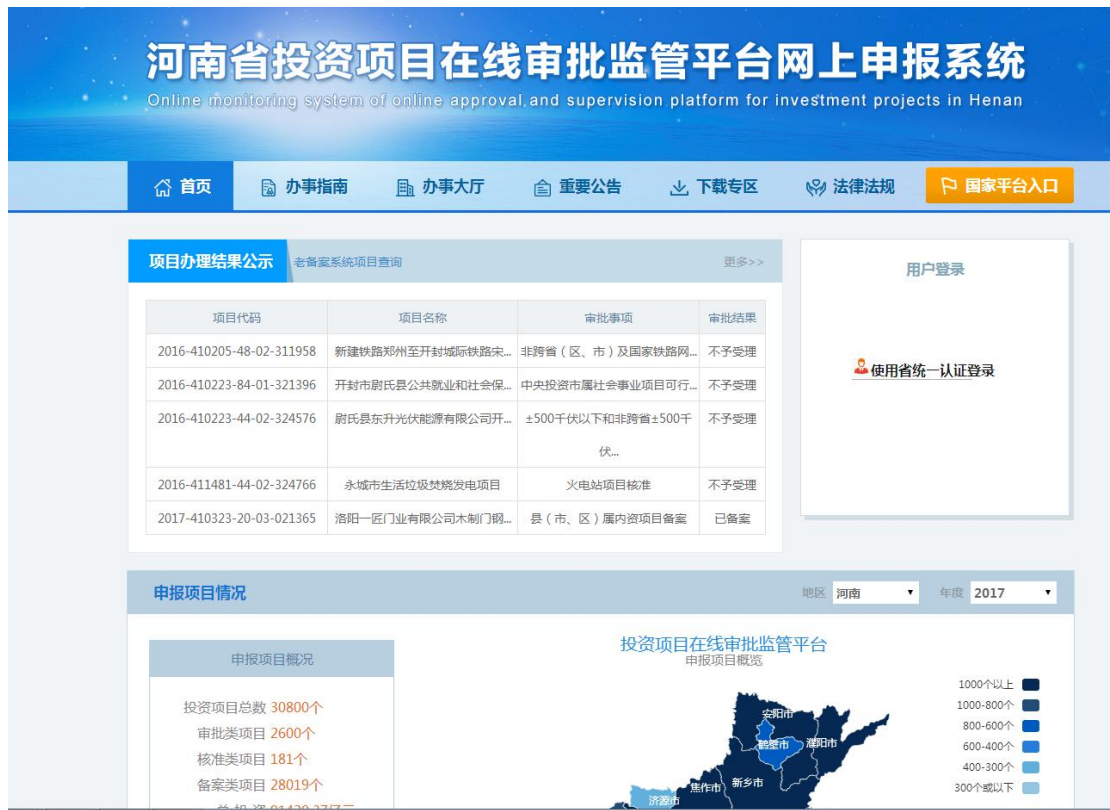 河南省投资项目在线审批监管平台网上申报系统
Online monitoring system of online approval and supervision platform for investment projects in Henan
首页 办事指南 办事大厅 重要公告 下载专区 法律法规 国家平台入口
项目办理结果公示 老备案系统项目查询 更多>>
用户登录
使用省统一认证登录
项目代码 项目名称 审批事项 审批结果
2016-410205-48-02-311958 新建铁路郑州至开封城际铁路宋... 非跨省（区、市）及国家铁路网... 不予受理
2016-410223-84-01-321396 开封市尉氏县公共就业和社会保... 中央投资市属社会事业项目可行... 不予受理
2016-410223-44-02-324576 尉氏县东升光伏能源有限公司开... ±500千伏以下和非跨省±500千 不予受理
伏...
2016-411481-44-02-324766 永城市生活垃圾焚烧发电项目 火电站项目核准 不予受理
2017-410323-20-03-021365 洛阳一匠门业有限公司木制门钢... 县（市、区）属内资项目备案 已备案
申报项目情况 地区 河南 年度 2017
申报项目概况
投资项目总数 30800个
审批类项目 2600个
核准类项目 181个
备案类项目 28019个
投资项目在线审批监管平台
申报项目概览
安阳市
鹤壁市 濮阳市
焦作市 新乡市
济源市
1000个以上
1000-800个
800-600个
600-400个
400-300个
300个或以下